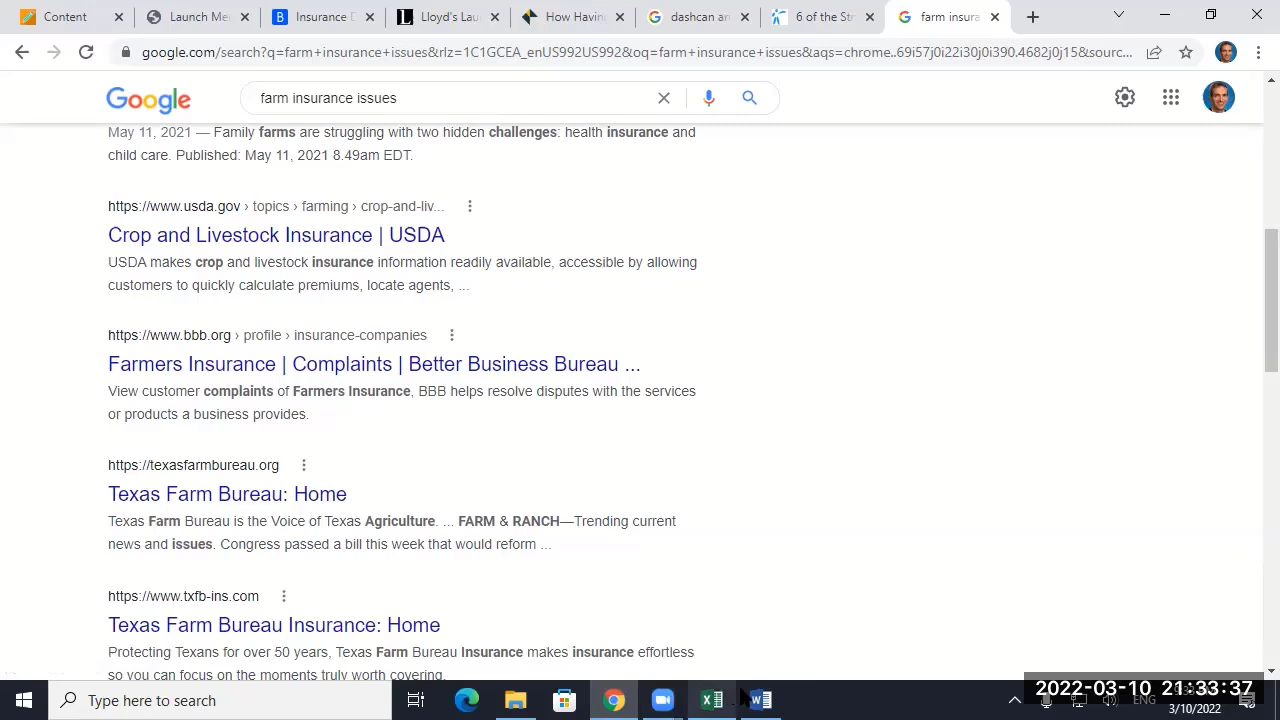 Content
Launch Me
Insurance D
Lloyd's Lau
How Havin
dashcan an
6 of the Str
farm insura
google.com/search?q=farm+insurance+issues&rlz=1C1GCEA_enUS992US992&oq=farm+insurance+issues&aqs=chrome..69i57j0i22i30j0i390.4682j0j15&sourc...
Google
farm insurance issues
May 11, 2021 — Family farms are struggling with two hidden challenges: health insurance and
child care. Published: May 11, 2021 8.49am EDT.
https://www.usda.gov › topics › farming › crop-and-liv...
Crop and Livestock Insurance | USDA
USDA makes crop and livestock insurance information readily available, accessible by allowing
customers to quickly calculate premiums, locate agents, ...
https://www.bbb.org › profile › insurance-companies
Farmers Insurance | Complaints | Better Business Bureau ...
View customer complaints of Farmers Insurance, BBB helps resolve disputes with the services
or products a business provides.
https://texasfarmbureau.org
Texas Farm Bureau: Home
Texas Farm Bureau is the Voice of Texas Agriculture. ... FARM & RANCH—Trending current
news and issues. Congress passed a bill this week that would reform ...
https://www.txfb-ins.com
Texas Farm Bureau Insurance: Home
Protecting Texans for over 50 years, Texas Farm Bureau Insurance makes insurance effortless
so you can focus on the moments truly worth covering.
Type here to search
ENG
2022-03-10 21:33:37
3/10/2022